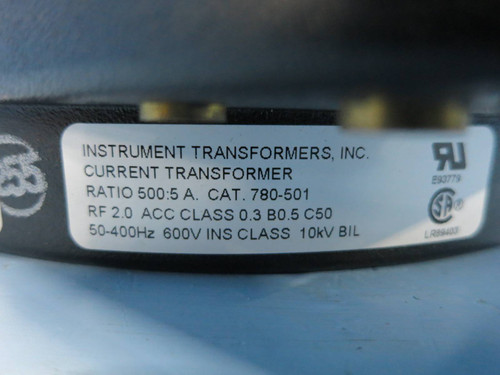 INSTRUMENT TRANSFORMERS, INC.
CURRENT TRANSFORMER
RATIO 500:5 A. CAT. 780-501
RF 2.0 ACC CLASS 0.3 B0.5 C50
50-400Hz 600V INS CLASS 10kV BIL
E93779
255